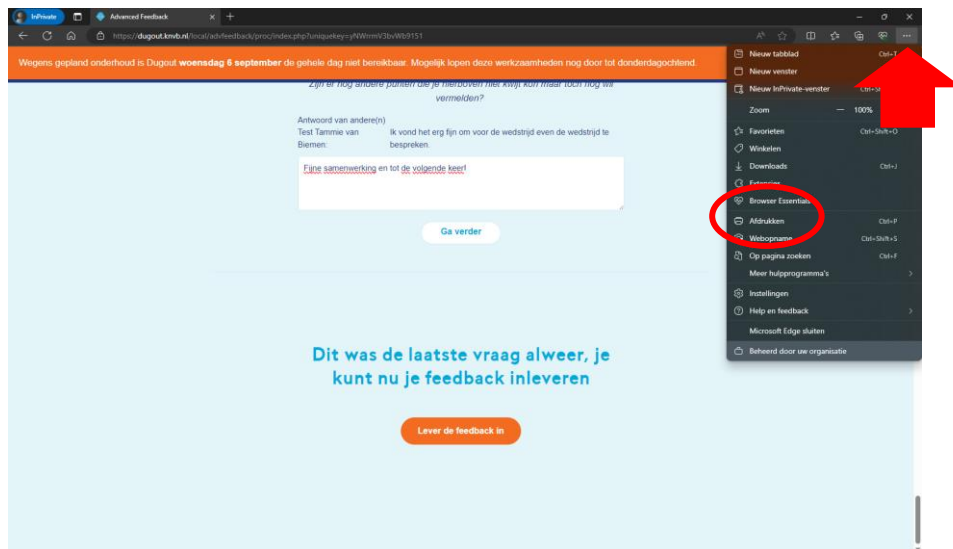 InPrivate
Advanced Feedback
https://dugout.knvb.nl/local/advfeedback/proc/index.php?uniquekey=yNWrmV3bvWb9151
Wegens gepland onderhoud is Dugout woensdag 6 september de gehele dag niet bereikbaar. Mogelijk lopen deze werkzaamheden nog door tot donderdagochtend.
Zijn er nog andere punten die je hierboven niet kwijt kon maar toch nog wil
vermelden?
Antwoord van andere(n)
Test Tammie van Ik vond het erg fijn om voor de wedstrijd even de wedstrijd te
Biemen: bespreken.
Fijne samenwerking en tot de volgende keer!
Ga verder
Dit was de laatste vraag alweer, je
kunt nu je feedback inleveren
Lever de feedback in
Nieuw tabblad Ctrl+T
Nieuw venster
Nieuw InPrivate-venster
Zoom 100%
Favorieten Ctrl+Shift+O
Winkelen
Downloads Ctrl+J
Extensies
Browser Essentials
Afdrukken Ctrl+P
Webopname Ctrl+Shift+S
Op pagina zoeken Ctrl+F
Meer hulpprogramma's
Instellingen
Help en feedback
Microsoft Edge sluiten
Beheerd door uw organisatie